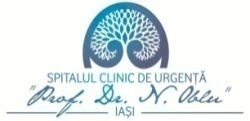 SPITALUL CLINIC DE URGENȚĂ
"Prof. Dr. N. Oblu"
IAȘI